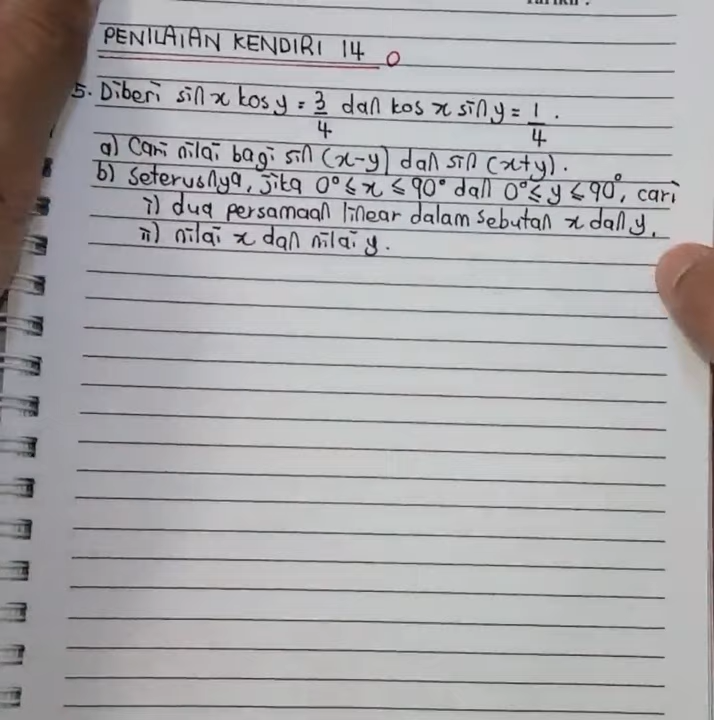 PENILAIAN KENDIRI 14
5. Diberi sin x kos y = 3/4 dan kos x sin y = 1/4.
a) Cari nilai bagi sin (x-y) dan sin (x+y).
b) Seterusnya, jika 0° ≤ x ≤ 90° dan 0° ≤ y ≤ 90°, cari
i) dua persamaan linear dalam sebutan x dan y.
ii) nilai x dan nilai y.